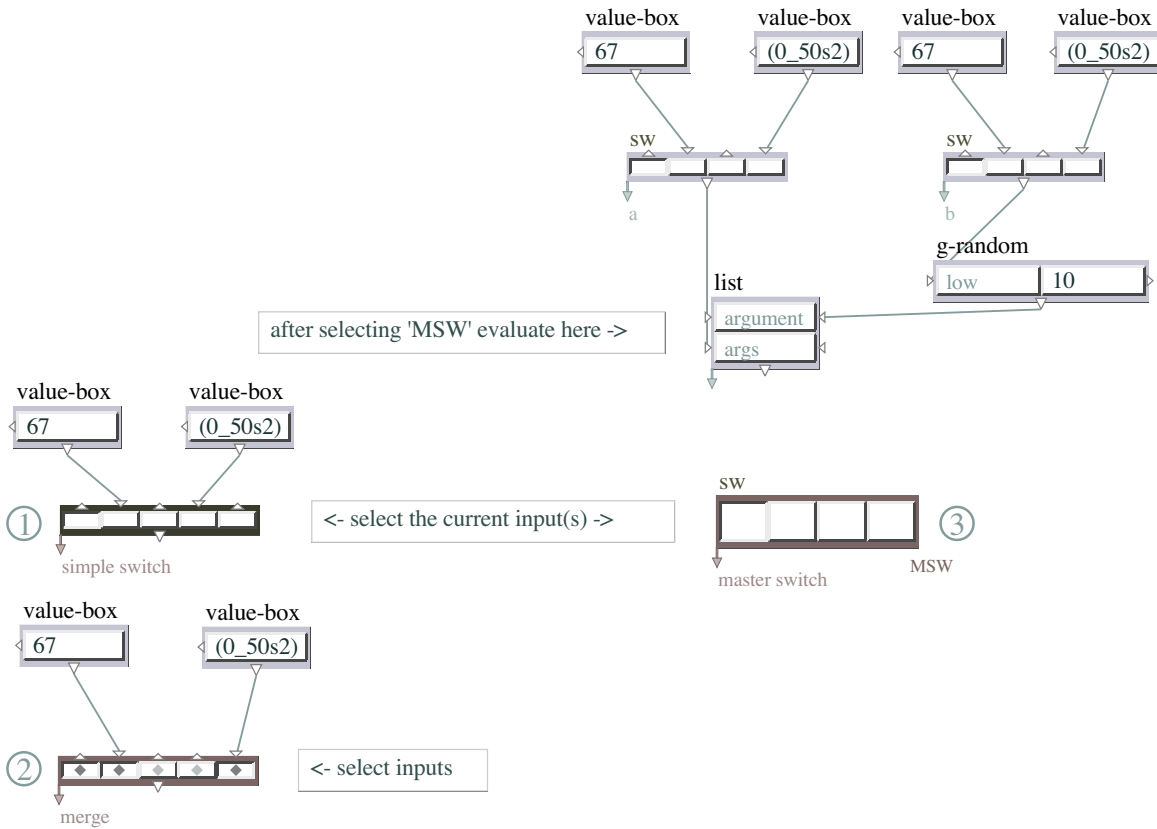 value-box value-box value-box value-box
67 (0_50s2) 67 (0_50s2)
sw sw
a b
g-random
low 10
list
argument
after selecting 'MSW' evaluate here ->
args
value-box value-box
67 (0_50s2)
sw
1 <- select the current input(s) -> 3
simple switch master switch MSW
value-box value-box
67 (0_50s2)
2 <- select inputs
merge